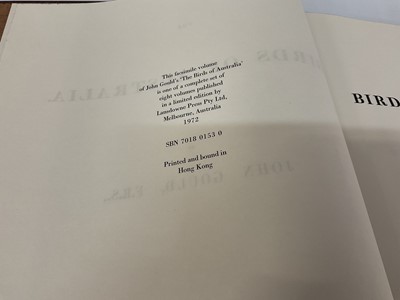 This facsimile volume
of John Gould's 'The Birds of Australia'
is one of a complete set of
eight volumes published
in a limited edition by
Lansdowne Press Pty Ltd,
Melbourne, Australia
1972
SBN 7018 0153 0
Printed and bound in
Hong Kong
BIRD